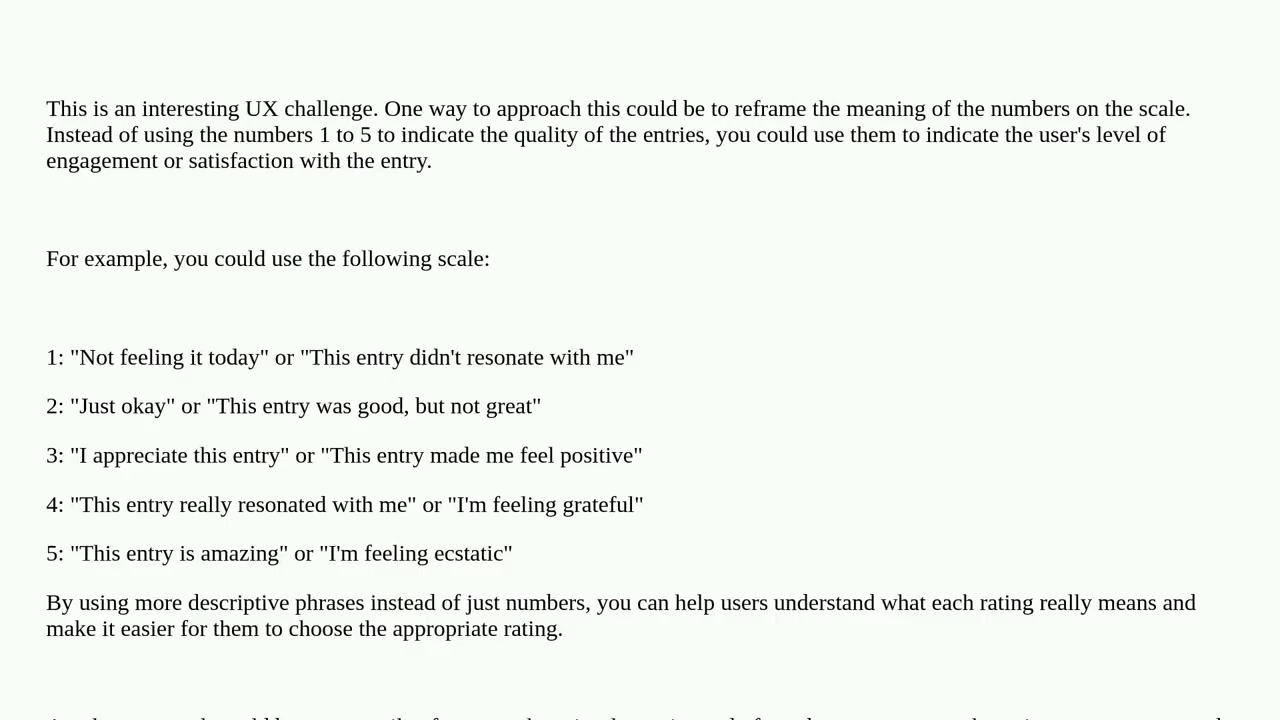 This is an interesting UX challenge. One way to approach this could be to reframe the meaning of the numbers on the scale.
Instead of using the numbers 1 to 5 to indicate the quality of the entries, you could use them to indicate the user's level of
engagement or satisfaction with the entry.
For example, you could use the following scale:
1: "Not feeling it today" or "This entry didn't resonate with me"
2: "Just okay" or "This entry was good, but not great"
3: "I appreciate this entry" or "This entry made me feel positive"
4: "This entry really resonated with me" or "I'm feeling grateful"
5: "This entry is amazing" or "I'm feeling ecstatic"
By using more descriptive phrases instead of just numbers, you can help users understand what each rating really means and
make it easier for them to choose the appropriate rating.